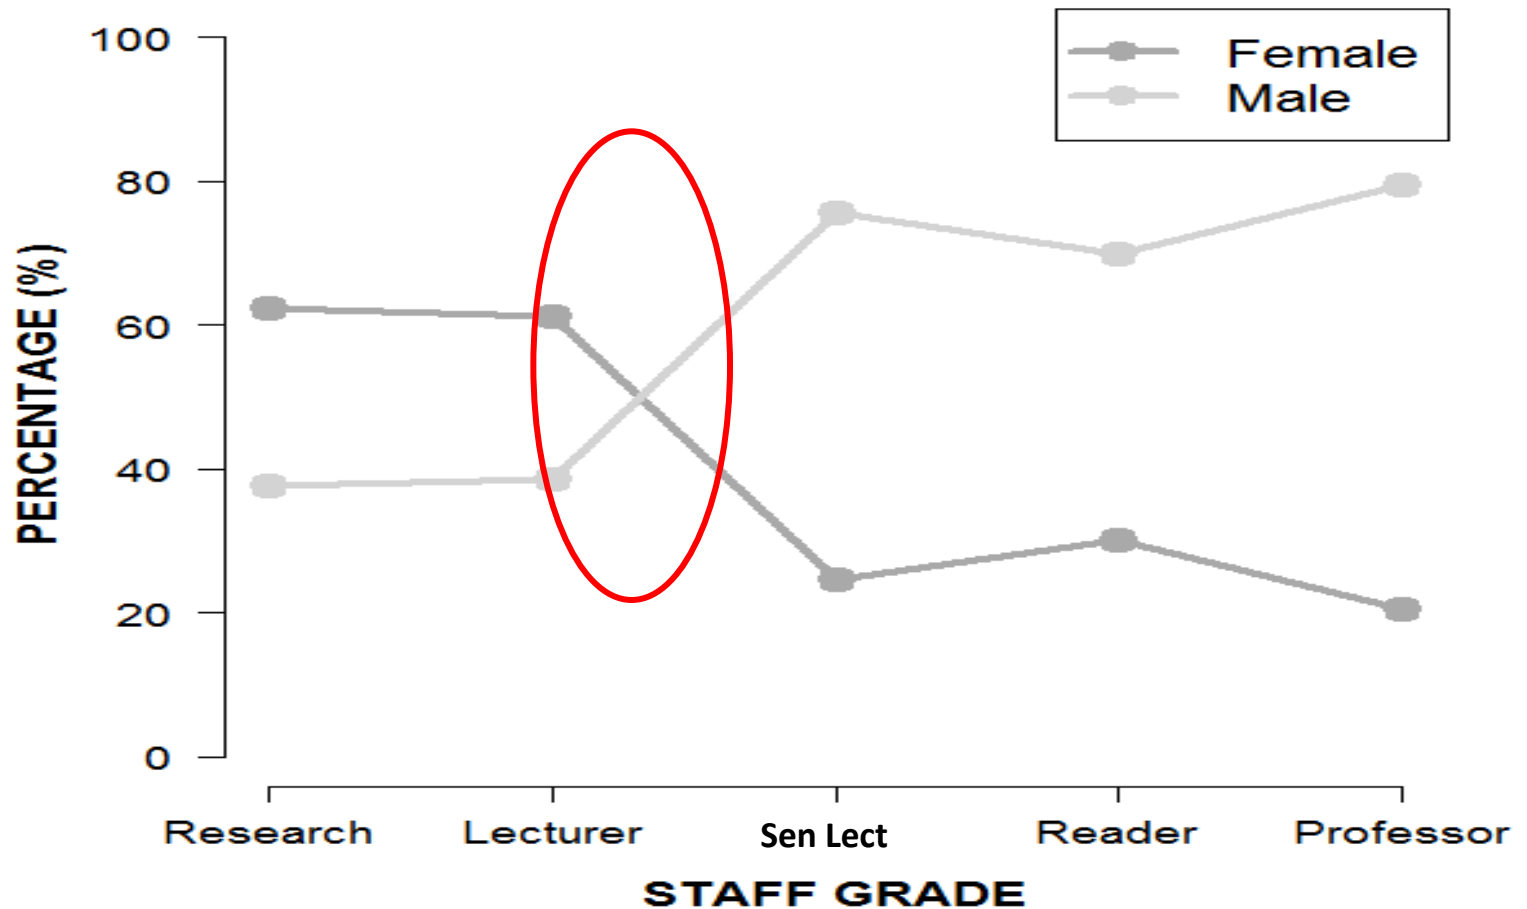 100
80
60
40
20
0
PERCENTAGE (%)
Female
Male
Research Lecturer Sen Lect Reader Professor
STAFF GRADE